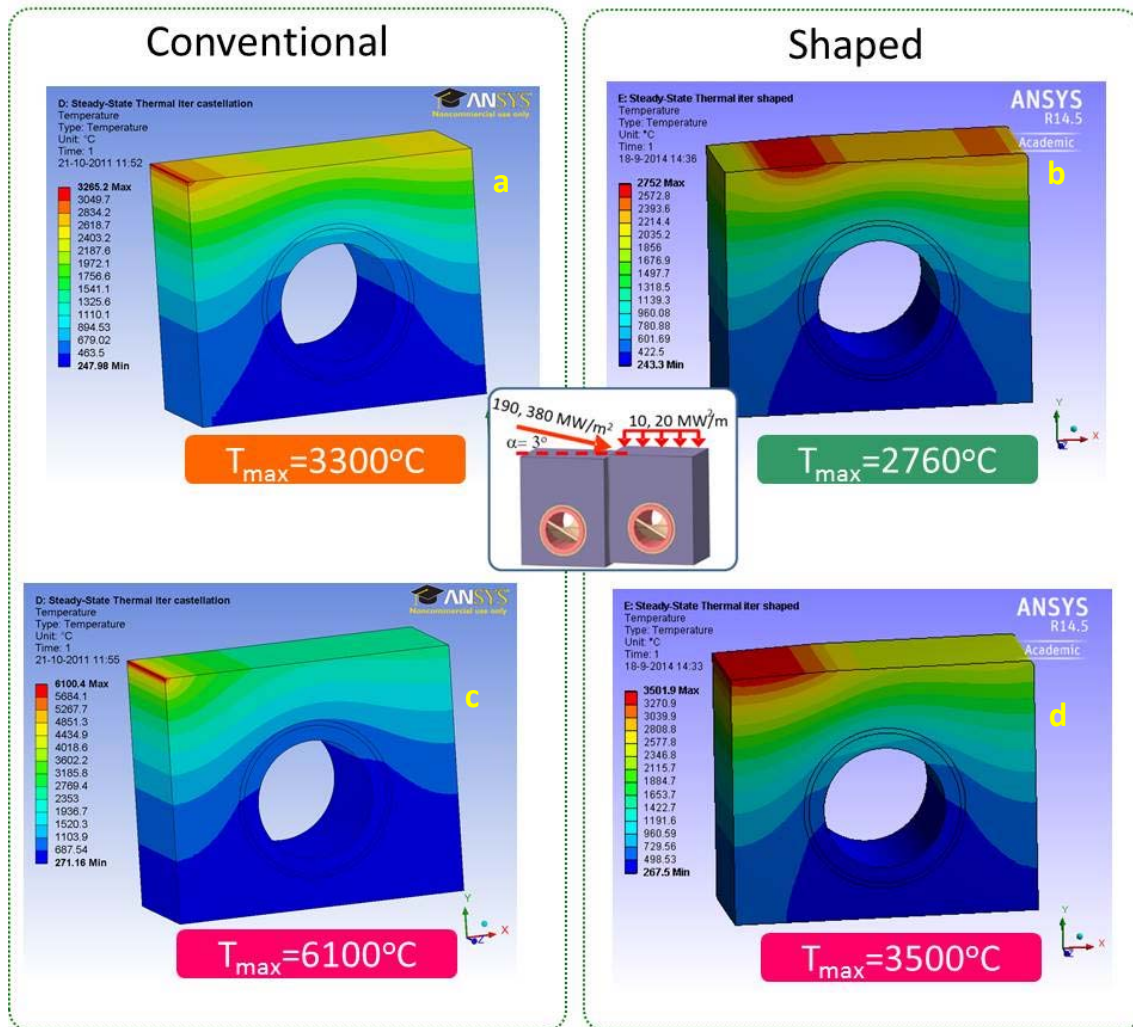 Conventional
D: Steady-State Thermal iter castellation
Temperature
Type: Temperature
Unit: °C
Time: 1
21-10-2011 11:52
ANSYS
Noncommercial use only
a
3265.2 Max
3049.7
2834.2
2618.7
2403.2
2187.6
1972.1
1756.6
1541.1
1325.6
1110.1
894.53
679.02
463.5
247.98 Min
Tmax=3300°C
Shaped
E: Steady-State Thermal iter shaped
Temperature
Type: Temperature
Unit: °C
Time: 1
18-9-2014 14:36
ANSYS
R14.5
Academic
b
2752 Max
2572.8
2393.6
2214.4
2035.2
1856
1676.9
1497.7
1318.5
1139.3
960.08
780.88
601.69
422.5
243.3 Min
Y
X
Z
Tmax=2760°C
190, 380 MW/m²
α= 3°
10, 20 MW/m²
D: Steady-State Thermal iter castellation
Temperature
Type: Temperature
Unit: °C
Time: 1
21-10-2011 11:55
ANSYS
Noncommercial use only
c
6100.4 Max
5684.1
5267.7
4851.3
4434.9
4018.6
3602.2
3185.8
2769.4
2353
1936.7
1520.3
1103.9
687.54
271.16 Min
Y
X
Z
Tmax=6100°C
E: Steady-State Thermal iter shaped
Temperature
Type: Temperature
Unit: °C
Time: 1
18-9-2014 14:33
ANSYS
R14.5
Academic
d
3501.9 Max
3270.9
3039.9
2808.8
2577.8
2346.8
2115.7
1884.7
1653.7
1422.7
1191.6
960.59
729.56
498.53
267.5 Min
Y
X
Z
Tmax=3500°C